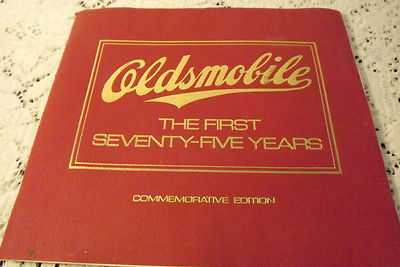 Oldsmobile
THE FIRST
SEVENTY-FIVE YEARS
COMMEMORATIVE EDITION